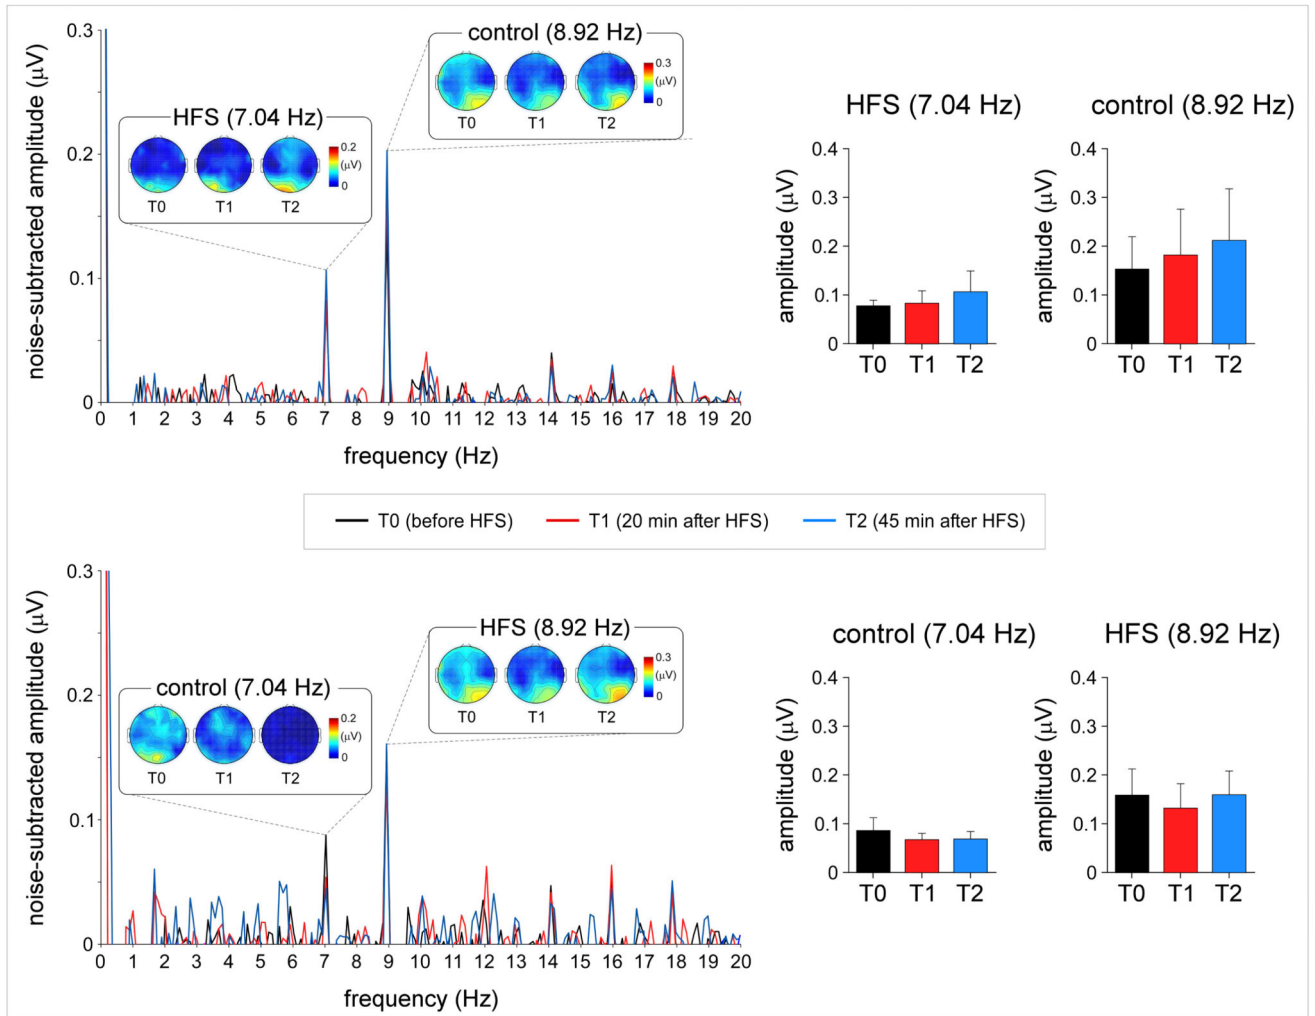 noise-subtracted amplitude (μV)
0.3
0.2
0.1
0
0 1 2 3 4 5 6 7 8 9 10 11 12 13 14 15 16 17 18 19 20
frequency (Hz)
HFS (7.04 Hz)
T0 T1 T2
0.2
(μV)
0
control (8.92 Hz)
T0 T1 T2
0.3
(μV)
0
HFS (7.04 Hz)
amplitude (μV)
0.4
0.3
0.2
0.1
0
T0 T1 T2
control (8.92 Hz)
amplitude (μV)
0.4
0.3
0.2
0.1
0
T0 T1 T2
T0 (before HFS) T1 (20 min after HFS) T2 (45 min after HFS)
noise-subtracted amplitude (μV)
0.3
0.2
0.1
0
0 1 2 3 4 5 6 7 8 9 10 11 12 13 14 15 16 17 18 19 20
frequency (Hz)
control (7.04 Hz)
T0 T1 T2
0.2
(μV)
0
HFS (8.92 Hz)
T0 T1 T2
0.3
(μV)
0
control (7.04 Hz)
amplitude (μV)
0.4
0.3
0.2
0.1
0
T0 T1 T2
HFS (8.92 Hz)
amplitude (μV)
0.4
0.3
0.2
0.1
0
T0 T1 T2